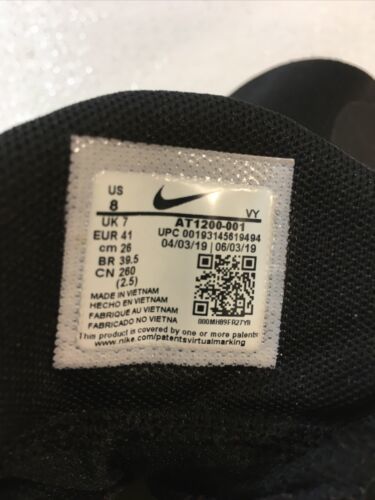 US
8
VY
UK 7
EUR 41
cm 26
BR 39.5
CN 260
(2.5)
AT1200-001
UPC 00193145619494
04/03/19 | 06/03/19
MADE IN VIETNAM
HECHO EN VIETNAM
FABRIQUE AU VIETNAM
FABRICADO NO VIETNA
This product is covered by one or more patents
www.nike.com/patentsvirtualmarking